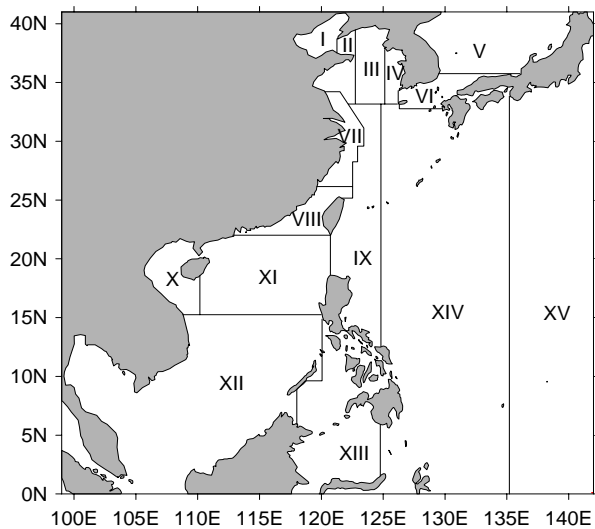 40N
35N
30N
25N
20N
15N
10N
5N
0N
I
II
III
IV
V
VI
VII
VIII
IX
X
XI
XII
XIII
XIV
XV
100E 105E 110E 115E 120E 125E 130E 135E 140E